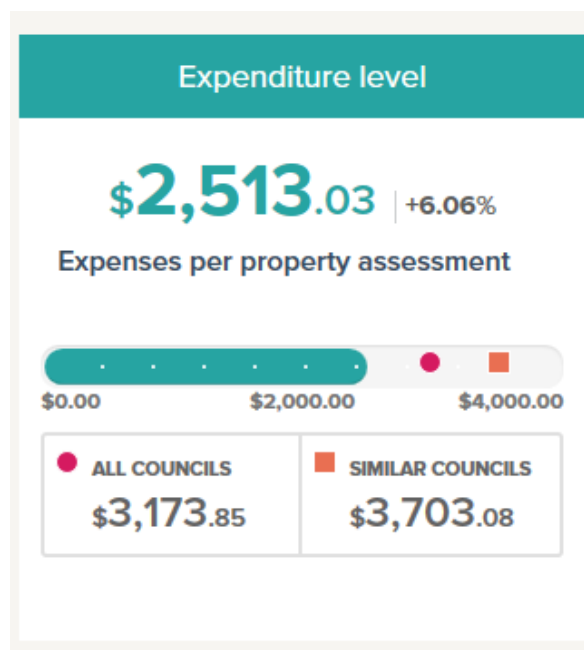 Expenditure level
$2,513.03 +6.06%
Expenses per property assessment
$0.00 $2,000.00 $4,000.00
ALL COUNCILS SIMILAR COUNCILS
$3,173.85 $3,703.08